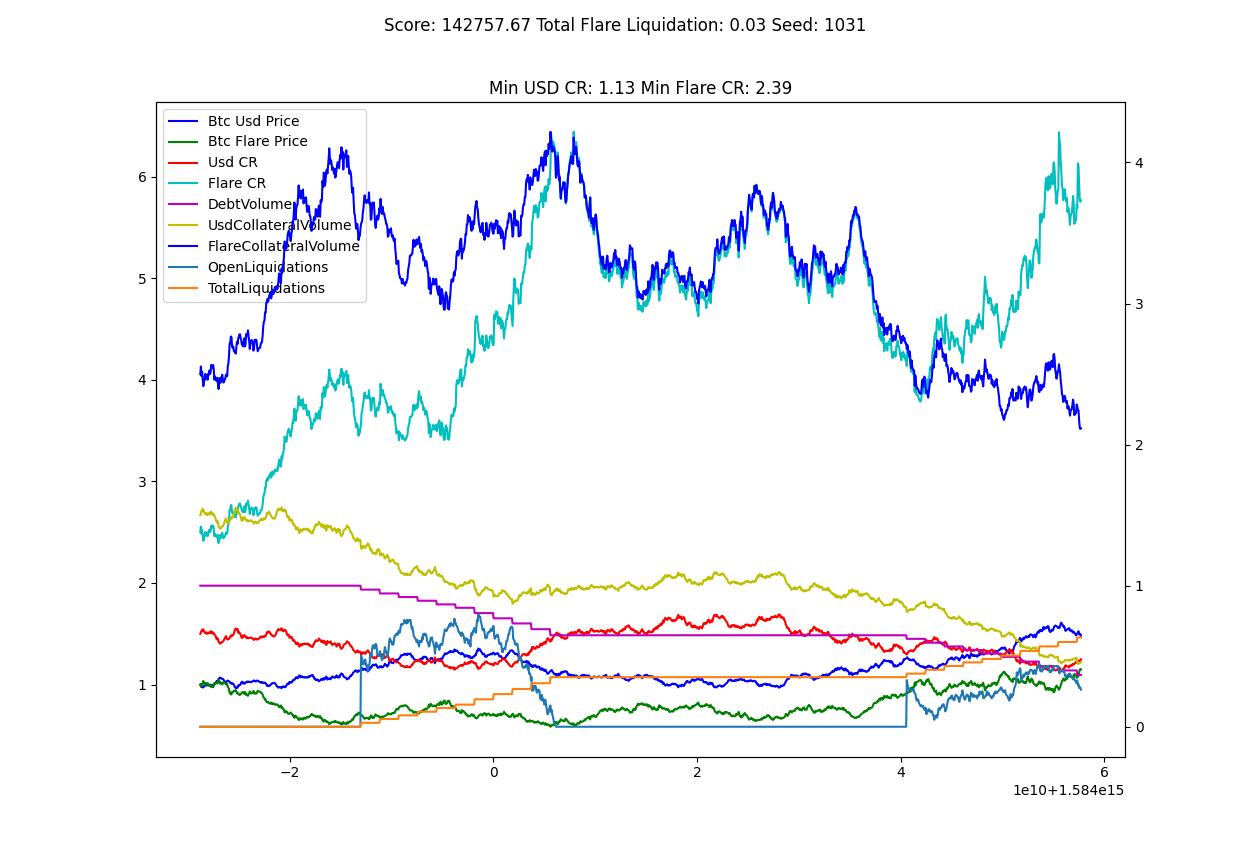 Score: 142757.67 Total Flare Liquidation: 0.03 Seed: 1031
Min USD CR: 1.13 Min Flare CR: 2.39
Btc Usd Price
Btc Flare Price
Usd CR
Flare CR
DebtVolume
UsdCollateralVolume
FlareCollateralVolume
OpenLiquidations
TotalLiquidations
6
5
4
3
2
1
4
3
2
1
0
−2
0
2
4
6
1e10+1.584e15